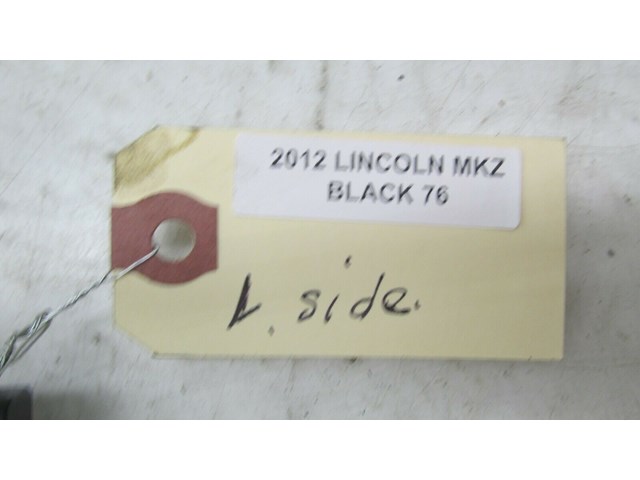 2012 LINCOLN MKZ
BLACK 76
L. side.